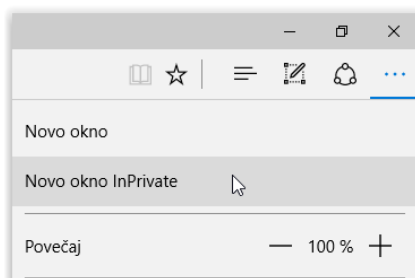 Novo okno
Novo okno InPrivate
Povečaj — 100 % +